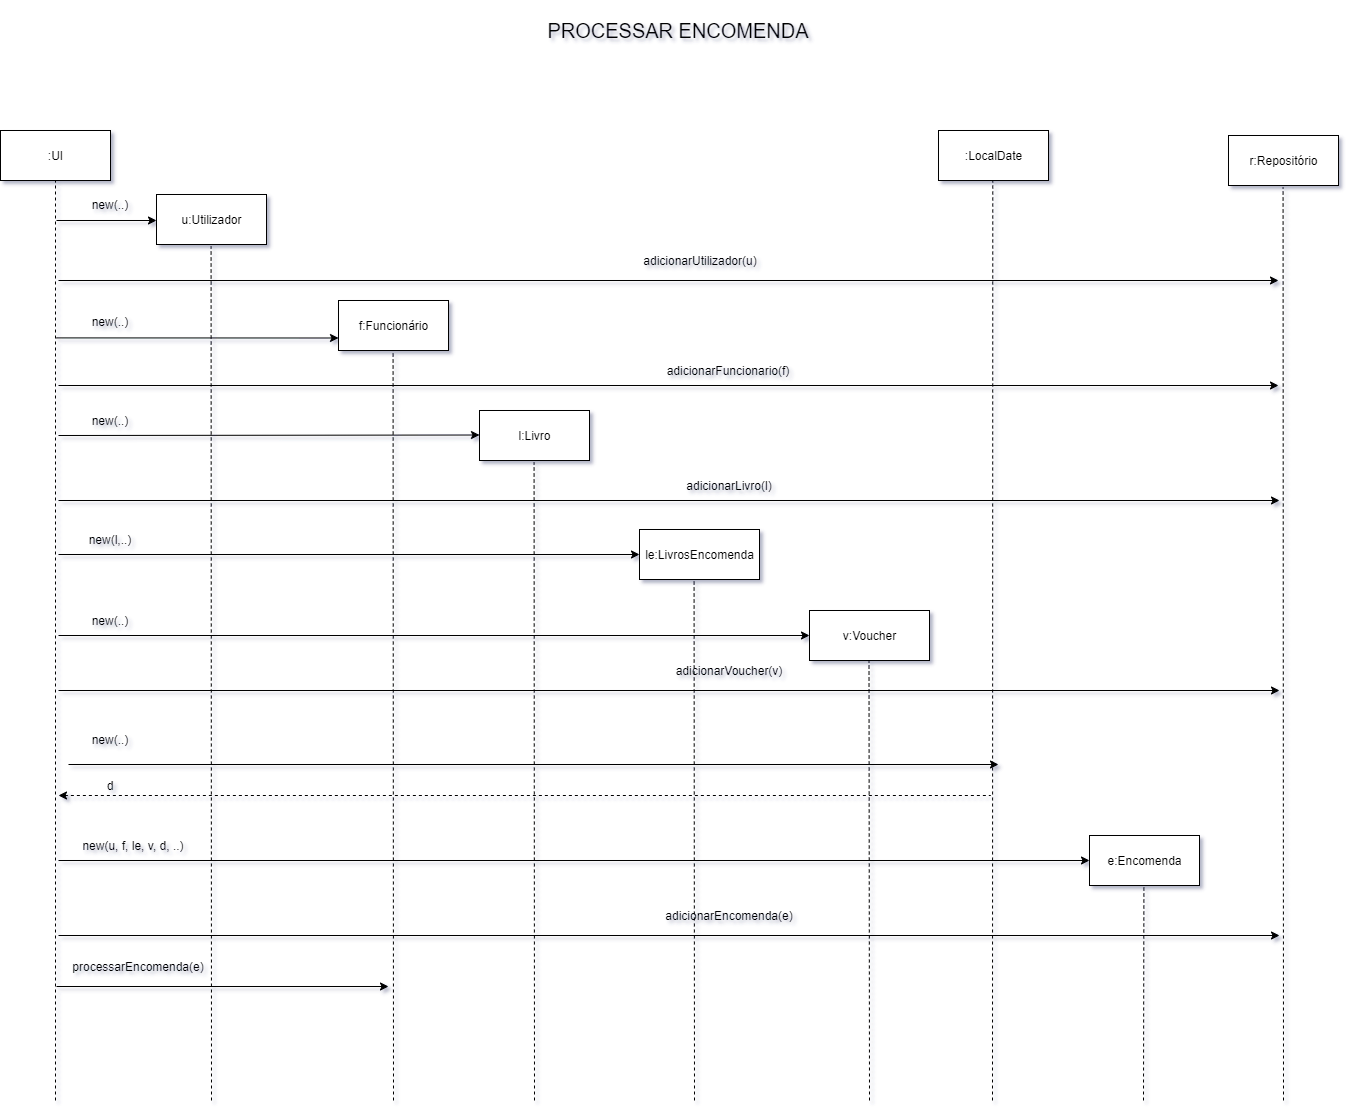 PROCESSAR ENCOMENDA
:UI
:LocalDate
r:Repositório
new(..)
u:Utilizador
adicionarUtilizador(u)
new(..)
f:Funcionário
adicionarFuncionario(f)
new(..)
l:Livro
adicionarLivro(l)
new(l,..)
le:LivrosEncomenda
new(..)
v:Voucher
adicionarVoucher(v)
new(..)
d
new(u, f, le, v, d, ..)
e:Encomenda
adicionarEncomenda(e)
processarEncomenda(e)